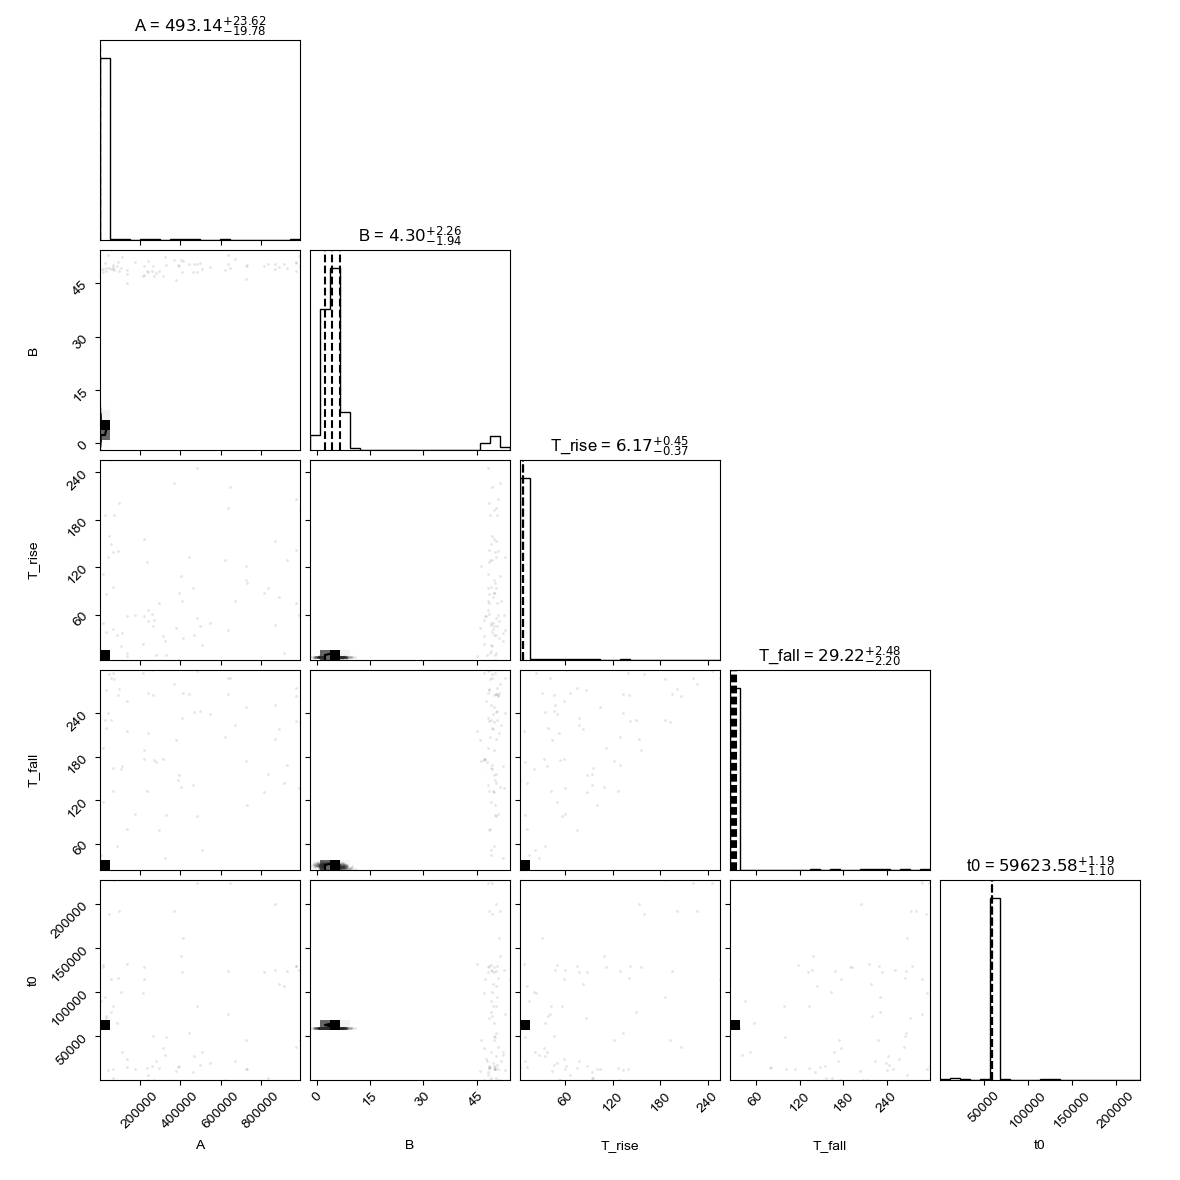 A = 493.14+23.62−19.78
B = 4.30+2.26−1.94
45
30
15
0
B
T_rise = 6.17+0.45−0.37
240
180
120
60
T_rise
T_fall = 29.22+2.48−2.20
240
180
120
60
T_fall
t0 = 59623.58+1.19−1.10
200000
150000
100000
50000
t0
200000 400000 600000 800000 0 15 30 45 60 120 180 240 60 120 180 240 50000 100000 150000 200000
A B T_rise T_fall t0